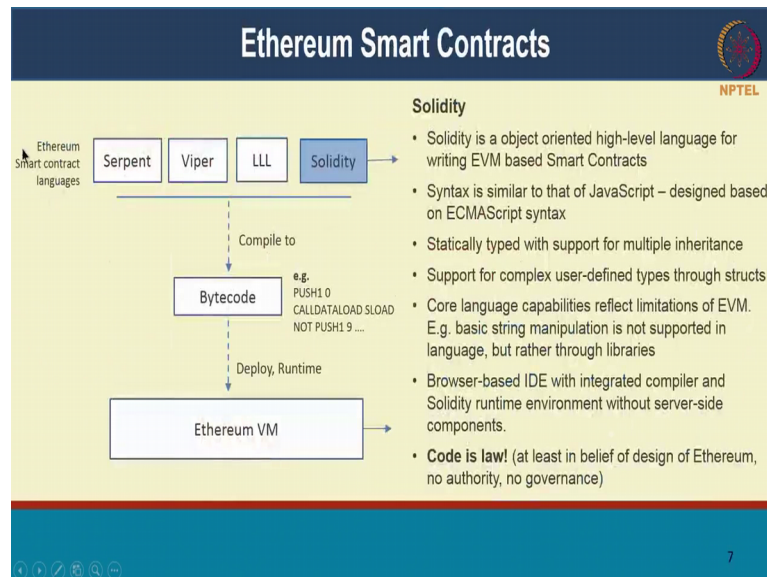 Ethereum Smart Contracts
NPTEL
Ethereum
Smart contract
languages
Serpent
Viper
LLL
Solidity
Compile to
Bytecode
e.g.
PUSH1 0
CALLDATALOAD SLOAD
NOT PUSH1 9 ....
Deploy, Runtime
Ethereum VM
Solidity
• Solidity is a object oriented high-level language for
writing EVM based Smart Contracts
• Syntax is similar to that of JavaScript – designed based
on ECMAScript syntax
• Statically typed with support for multiple inheritance
• Support for complex user-defined types through structs
• Core language capabilities reflect limitations of EVM.
E.g. basic string manipulation is not supported in
language, but rather through libraries
• Browser-based IDE with integrated compiler and
Solidity runtime environment without server-side
components.
• Code is law! (at least in belief of design of Ethereum,
no authority, no governance)
7